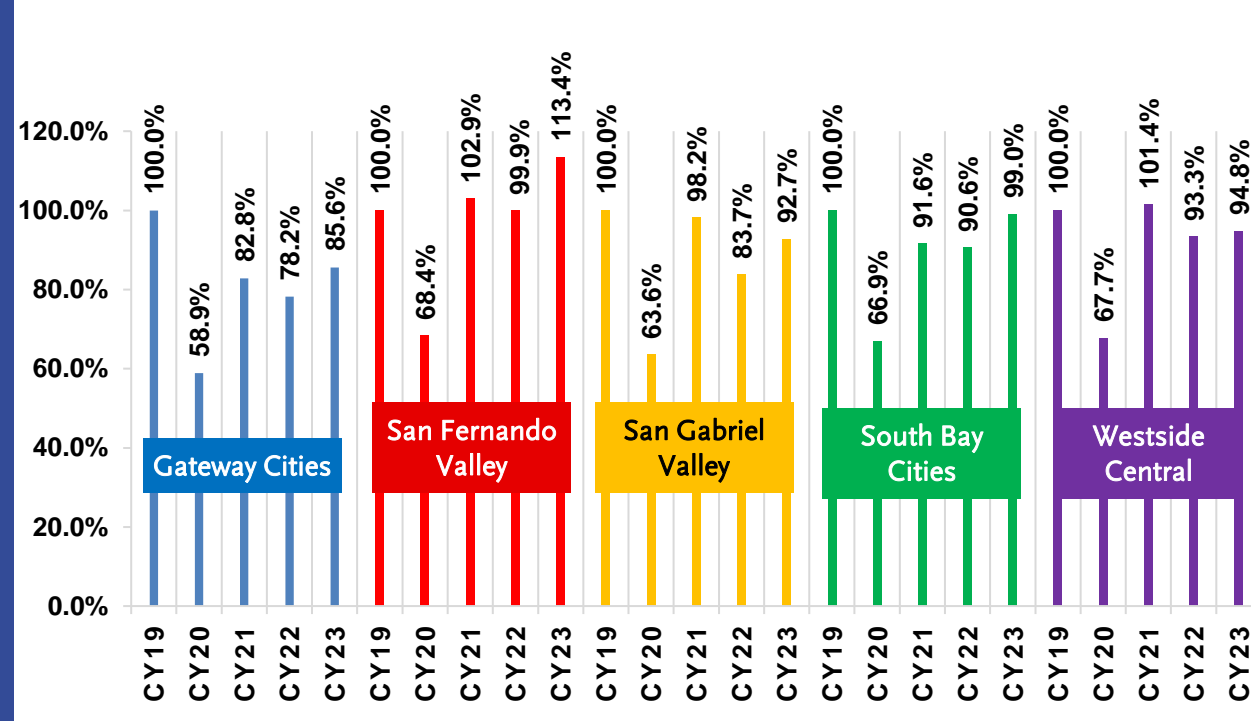 120.0%
100.0%
80.0%
60.0%
40.0%
20.0%
0.0%
100.0%
58.9%
82.8%
78.2%
85.6%
100.0%
68.4%
102.9%
99.9%
113.4%
100.0%
63.6%
98.2%
83.7%
92.7%
100.0%
66.9%
91.6%
90.6%
99.0%
100.0%
67.7%
101.4%
93.3%
94.8%
Gateway Cities
San Fernando
Valley
San Gabriel
Valley
South Bay
Cities
Westside
Central
CY19
CY20
CY21
CY22
CY23
CY19
CY20
CY21
CY22
CY23
CY19
CY20
CY21
CY22
CY23
CY19
CY20
CY21
CY22
CY23
CY19
CY20
CY21
CY22
CY23